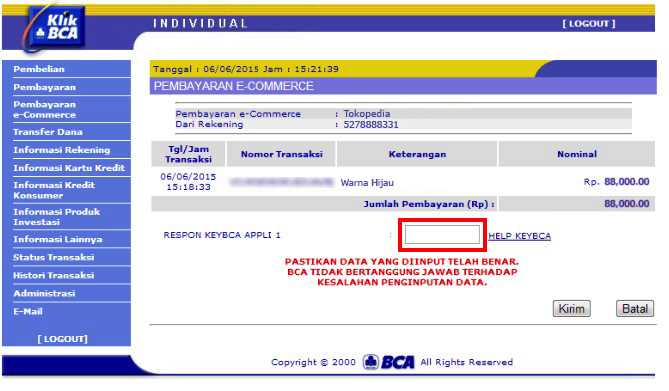 Klik
BCA
INDIVIDUAL
[ LOGOUT ]
Tanggal : 06/06/2015 Jam : 15:21:39
PEMBAYARAN E-COMMERCE
Pembelian
Pembayaran
Pembayaran
e-Commerce
Transfer Dana
Informasi Rekening
Informasi Kartu Kredit
Informasi Kredit
Konsumer
Informasi Produk
Investasi
Informasi Lainnya
Status Transaksi
Histori Transaksi
Administrasi
E-Mail
[ LOGOUT]
Pembayaran e-Commerce : Tokopedia
Dari Rekening : 5278888331
Tgl/Jam
Transaksi
Nomor Transaksi
Keterangan
Nominal
06/06/2015
15:18:33
Warna Hijau
Rp. 88,000.00
Jumlah Pembayaran (Rp) : 88,000.00
RESPON KEYBCA APPLI 1 : HELP KEYBCA
PASTIKAN DATA YANG DIINPUT TELAH BENAR.
BCA TIDAK BERTANGGUNG JAWAB TERHADAP
KESALAHAN PENGINPUTAN DATA.
Kirim Batal
Copyright © 2000 BCA All Rights Reserved